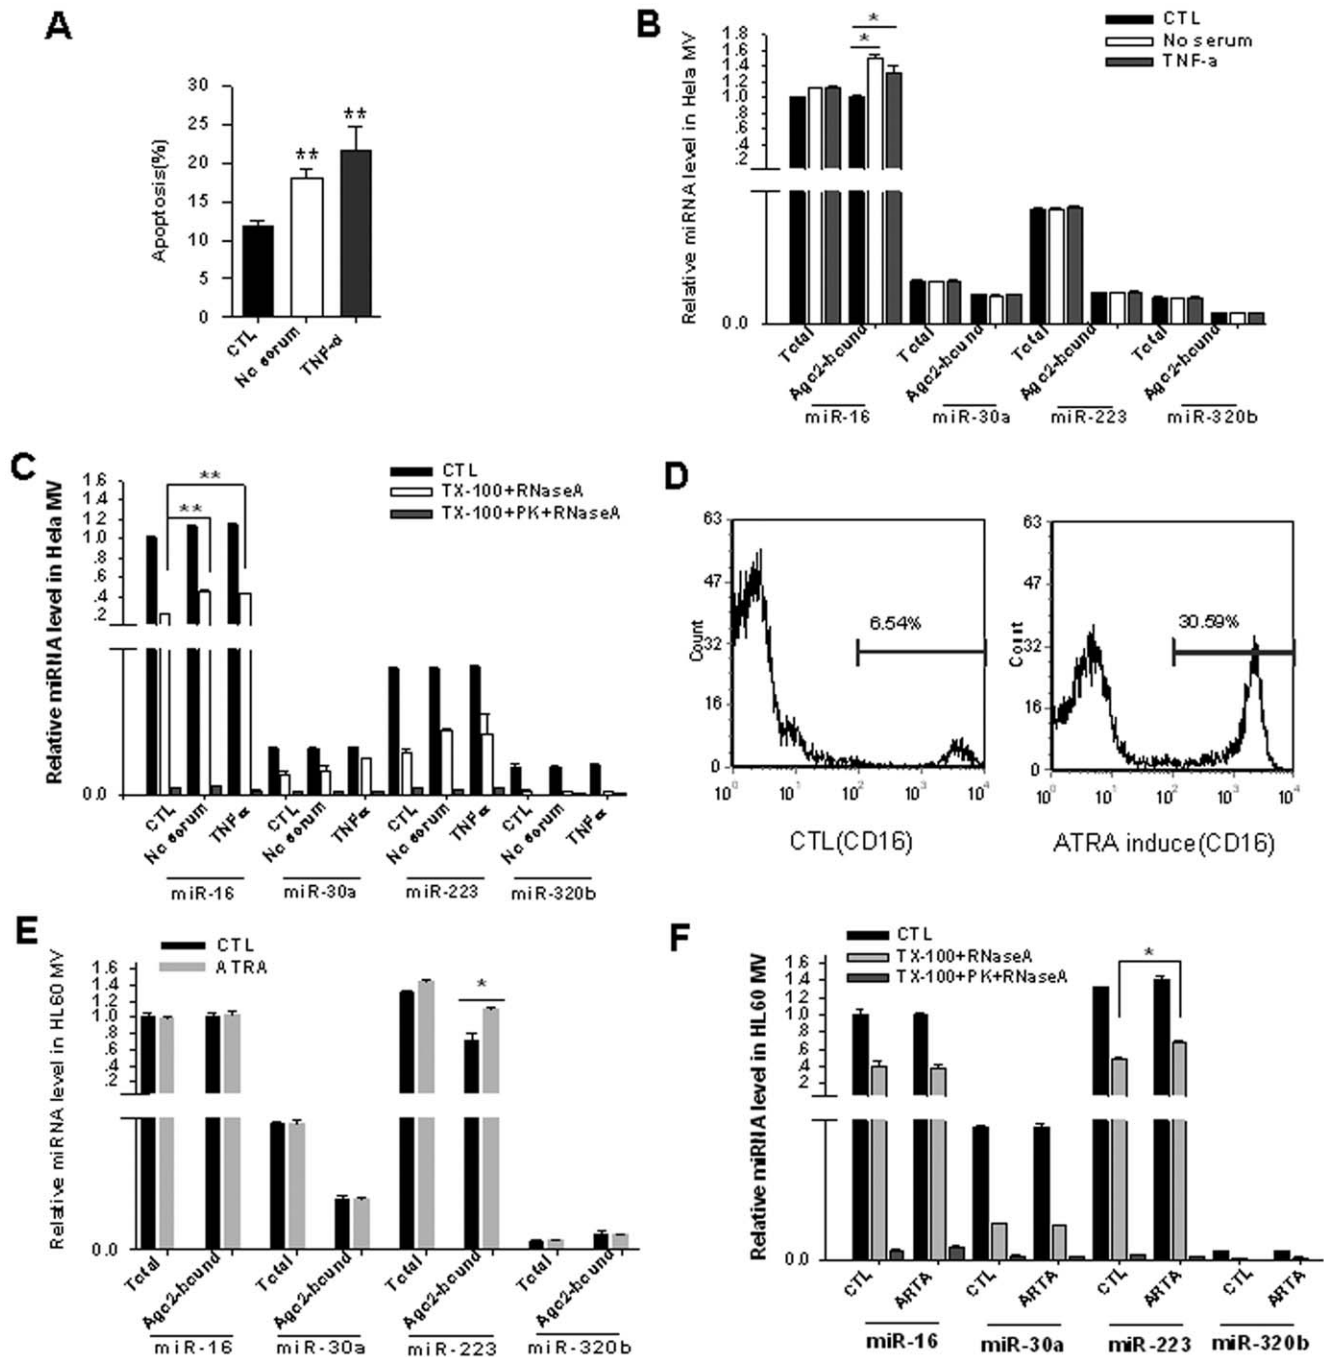 A
Apoptosis(%)
30
25
20
15
10
5
0
**
**
CTL
No serum
TNF-α
B
Relative miRNA level in Hela MV
1.8
1.6
1.4
1.2
1.0
.8
.6
.4
.2
0.0
*
*
CTL
No serum
TNF-a
Total
Ago2-bound
Total
Ago2-bound
Total
Ago2-bound
Total
Ago2-bound
miR-16
miR-30a
miR-223
miR-320b
C
Relative miRNA level in Hela MV
1.6
1.4
1.2
1.0
.8
.6
.4
.2
0.0
**
**
CTL
TX-100+RNaseA
TX-100+PK+RNaseA
CTL
No serum
TNFα
CTL
No serum
TNFα
CTL
No serum
TNFα
CTL
No serum
TNFα
miR-16
miR-30a
miR-223
miR-320b
D
Count
63
47
32
16
0
6.54%
10^0
10^1
10^2
10^3
10^4
CTL(CD16)
Count
63
47
32
16
0
30.59%
10^0
10^1
10^2
10^3
10^4
ATRA induce(CD16)
E
Relative miRNA level in HL60 MV
CTL
ATRA
1.6
1.4
1.2
1.0
.8
.6
.4
.2
0.0
*
Total
Ago2-bound
Total
Ago2-bound
Total
Ago2-bound
Total
Ago2-bound
miR-16
miR-30a
miR-223
miR-320b
F
Relative miRNA level in HL60 MV
CTL
TX-100+RNaseA
TX-100+PK+RNaseA
1.6
1.4
1.2
1.0
.8
.6
.4
2
0.0
*
CTL
ARTA
CTL
ARTA
CTL
ARTA
CTL
ARTA
miR-16
miR-30a
miR-223
miR-320b